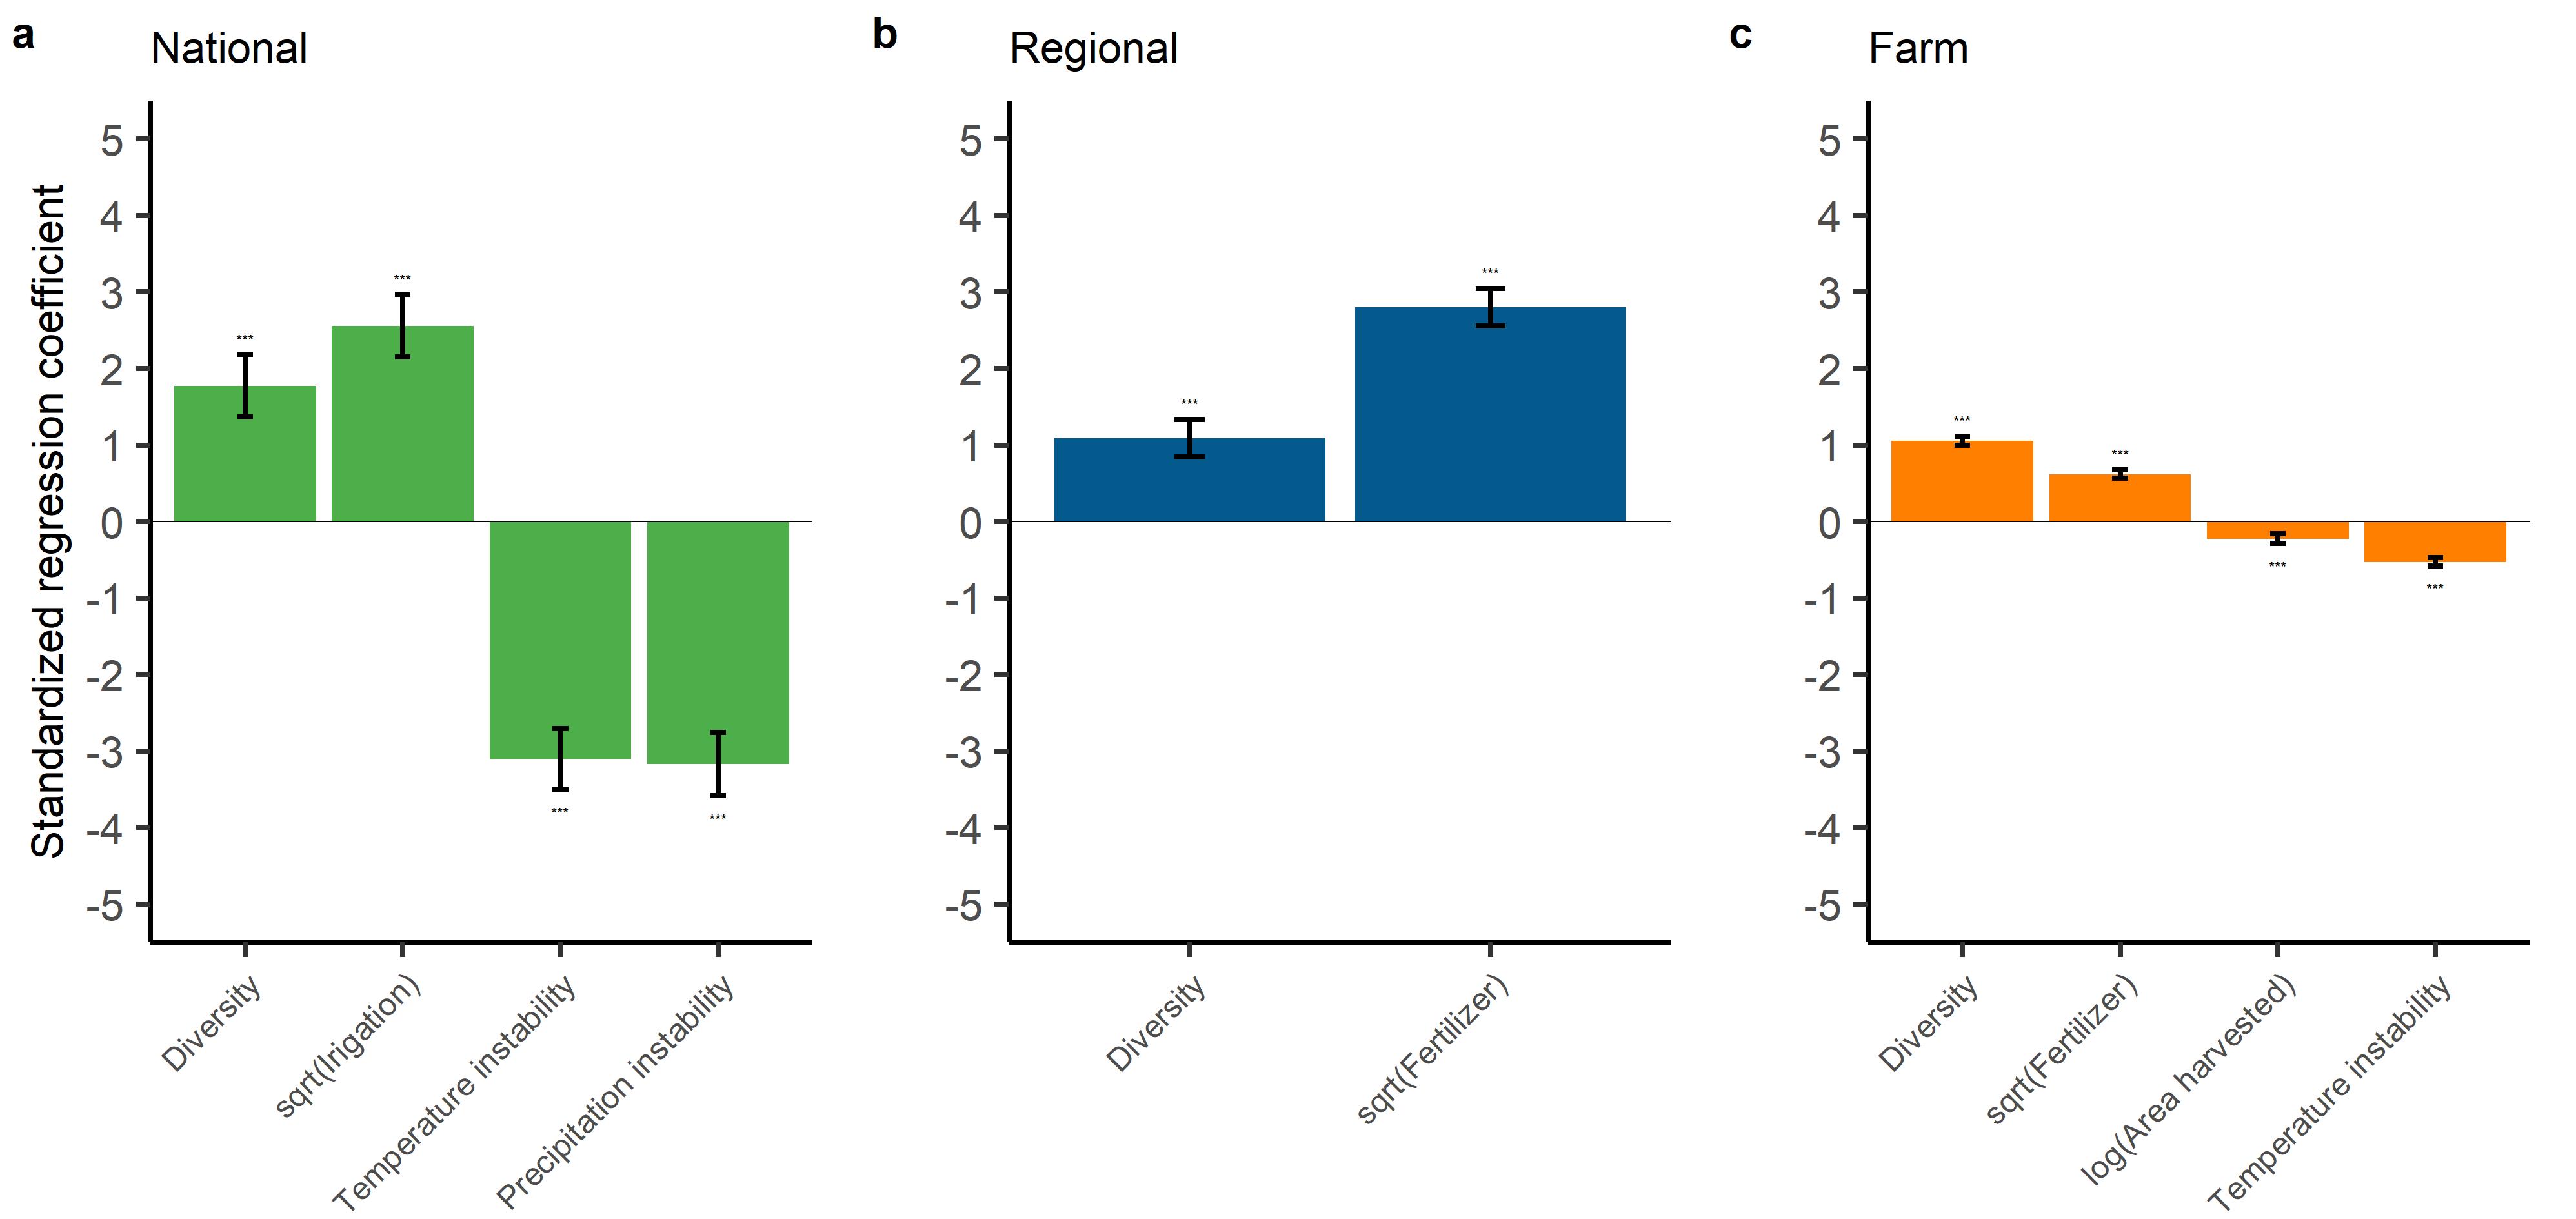 a
National
Standardized regression coefficient
5
4
3
2
1
0
-1
-2
-3
-4
-5
***
***
***
***
Diversity
sqrt(Irrigation)
Temperature instability
Precipitation instability
b
Regional
5
4
3
2
1
0
-1
-2
-3
-4
-5
***
***
Diversity
sqrt(Fertilizer)
c
Farm
5
4
3
2
1
0
-1
-2
-3
-4
-5
***
***
***
***
Diversity
sqrt(Fertilizer)
log(Area harvested)
Temperature instability